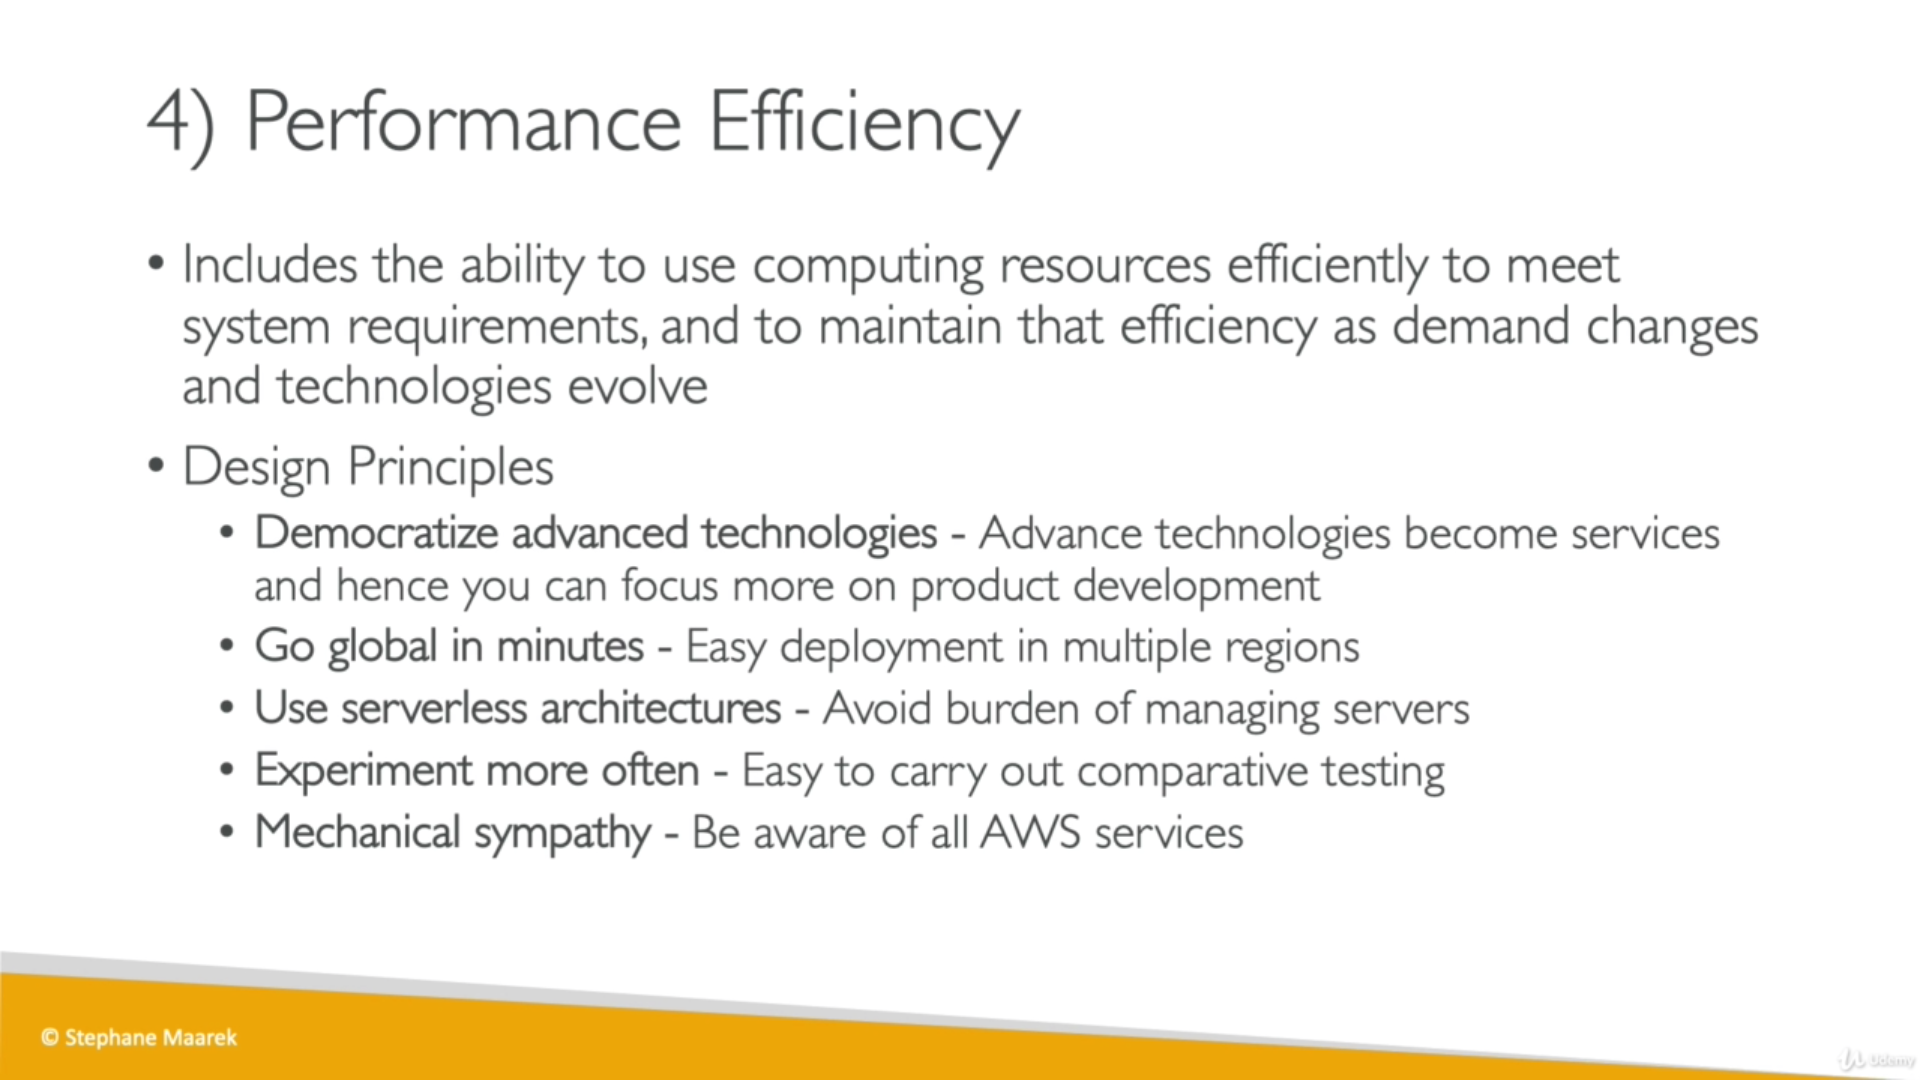 4) Performance Efficiency
• Includes the ability to use computing resources efficiently to meet
system requirements, and to maintain that efficiency as demand changes
and technologies evolve
• Design Principles
• Democratize advanced technologies - Advance technologies become services
and hence you can focus more on product development
• Go global in minutes - Easy deployment in multiple regions
• Use serverless architectures - Avoid burden of managing servers
• Experiment more often - Easy to carry out comparative testing
• Mechanical sympathy - Be aware of all AWS services
© Stephane Maarek
Udemy